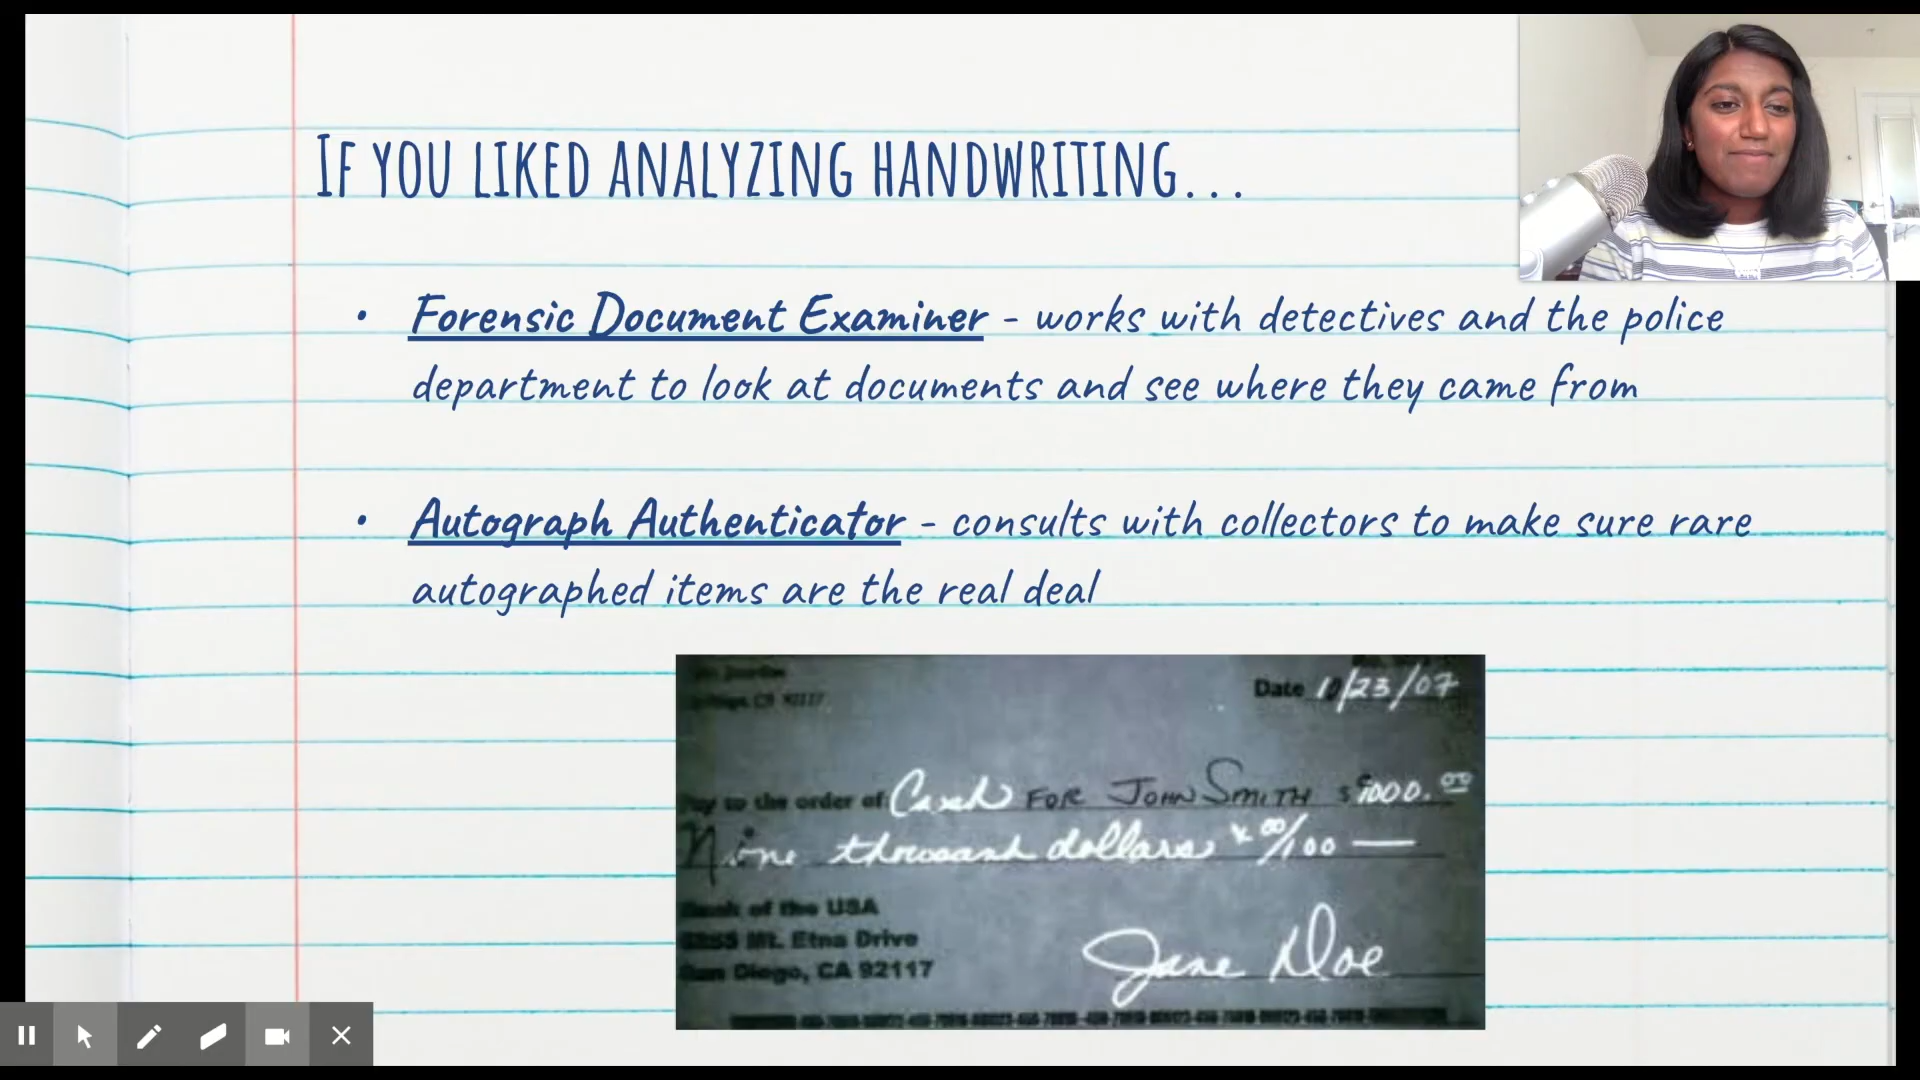 If you liked analyzing handwriting...
• Forensic Document Examiner - works with detectives and the police
department to look at documents and see where they came from
• Autograph Authenticator - consults with collectors to make sure rare
autographed items are the real deal
Date 10/23/07
Pay to the order of: Cash FOR JOHN SMITH $ 9000.00
Nine thousand dollars & 00/100
Bank of the USA
Mt. Etna Drive
San Diego, CA 92117
Jane Doe